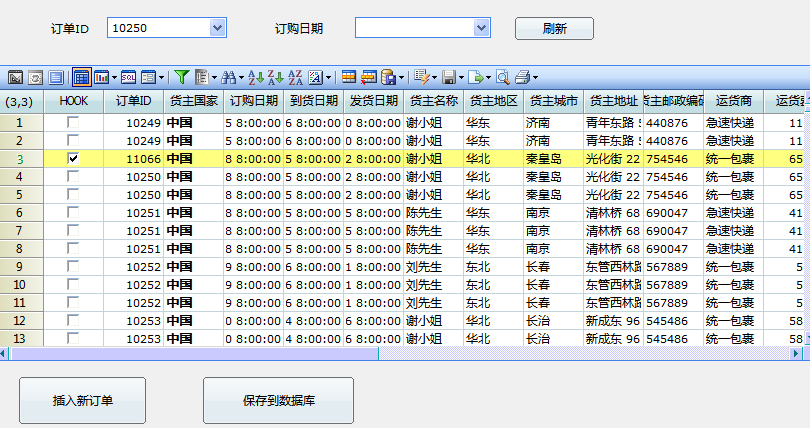 订单ID 10250 订购日期 刷新
SQL
(3,3) HOOK 订单ID 货主国家 订购日期 到货日期 发货日期 货主名称 货主地区 货主城市 货主地址 货主邮政编码 运货商 运货费
1 10249 中国 5 8:00:00 6 8:00:00 0 8:00:00 谢小姐 华东 济南 青年东路 5 440876 急速快递 11
2 10249 中国 5 8:00:00 6 8:00:00 0 8:00:00 谢小姐 华东 济南 青年东路 5 440876 急速快递 11
3 11066 中国 8 8:00:00 5 8:00:00 2 8:00:00 谢小姐 华北 秦皇岛 光化街 22 754546 统一包裹 65
4 10250 中国 8 8:00:00 5 8:00:00 2 8:00:00 谢小姐 华北 秦皇岛 光化街 22 754546 统一包裹 65
5 10250 中国 8 8:00:00 5 8:00:00 2 8:00:00 谢小姐 华北 秦皇岛 光化街 22 754546 统一包裹 65
6 10251 中国 8 8:00:00 5 8:00:00 5 8:00:00 陈先生 华东 南京 清林桥 68 690047 急速快递 41
7 10251 中国 8 8:00:00 5 8:00:00 5 8:00:00 陈先生 华东 南京 清林桥 68 690047 急速快递 41
8 10251 中国 8 8:00:00 5 8:00:00 5 8:00:00 陈先生 华东 南京 清林桥 68 690047 急速快递 41
9 10252 中国 9 8:00:00 6 8:00:00 1 8:00:00 刘先生 东北 长春 东管西林路 567889 统一包裹 5
10 10252 中国 9 8:00:00 6 8:00:00 1 8:00:00 刘先生 东北 长春 东管西林路 567889 统一包裹 5
11 10252 中国 9 8:00:00 6 8:00:00 1 8:00:00 刘先生 东北 长春 东管西林路 567889 统一包裹 5
12 10253 中国 0 8:00:00 4 8:00:00 6 8:00:00 谢小姐 华北 长治 新成东 96 545486 统一包裹 58
13 10253 中国 0 8:00:00 4 8:00:00 6 8:00:00 谢小姐 华北 长治 新成东 96 545486 统一包裹 58
插入新订单 保存到数据库